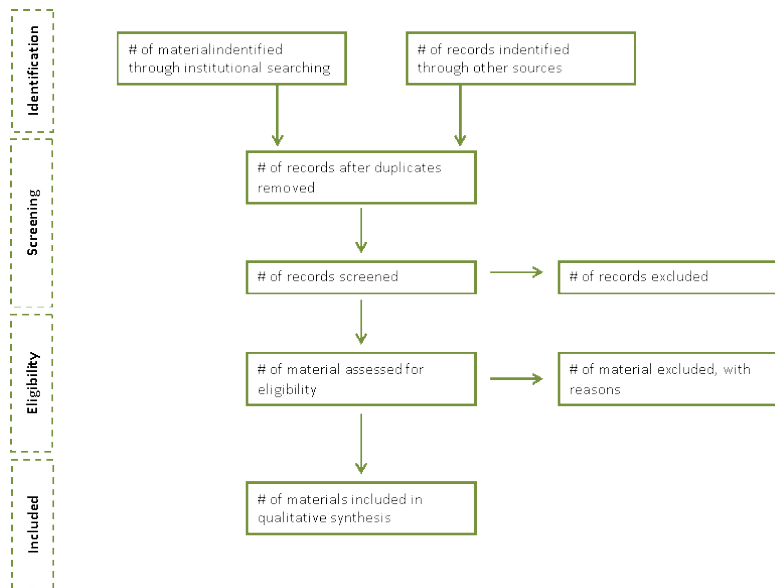 Identification
# of materialindentified
through institutional searching
# of records indentified
through other sources
Screening
# of records after duplicates
removed
# of records screened
# of records excluded
Eligibility
# of material assessed for
eligibility
# of material excluded, with
reasons
Included
# of materials included in
qualitative synthesis